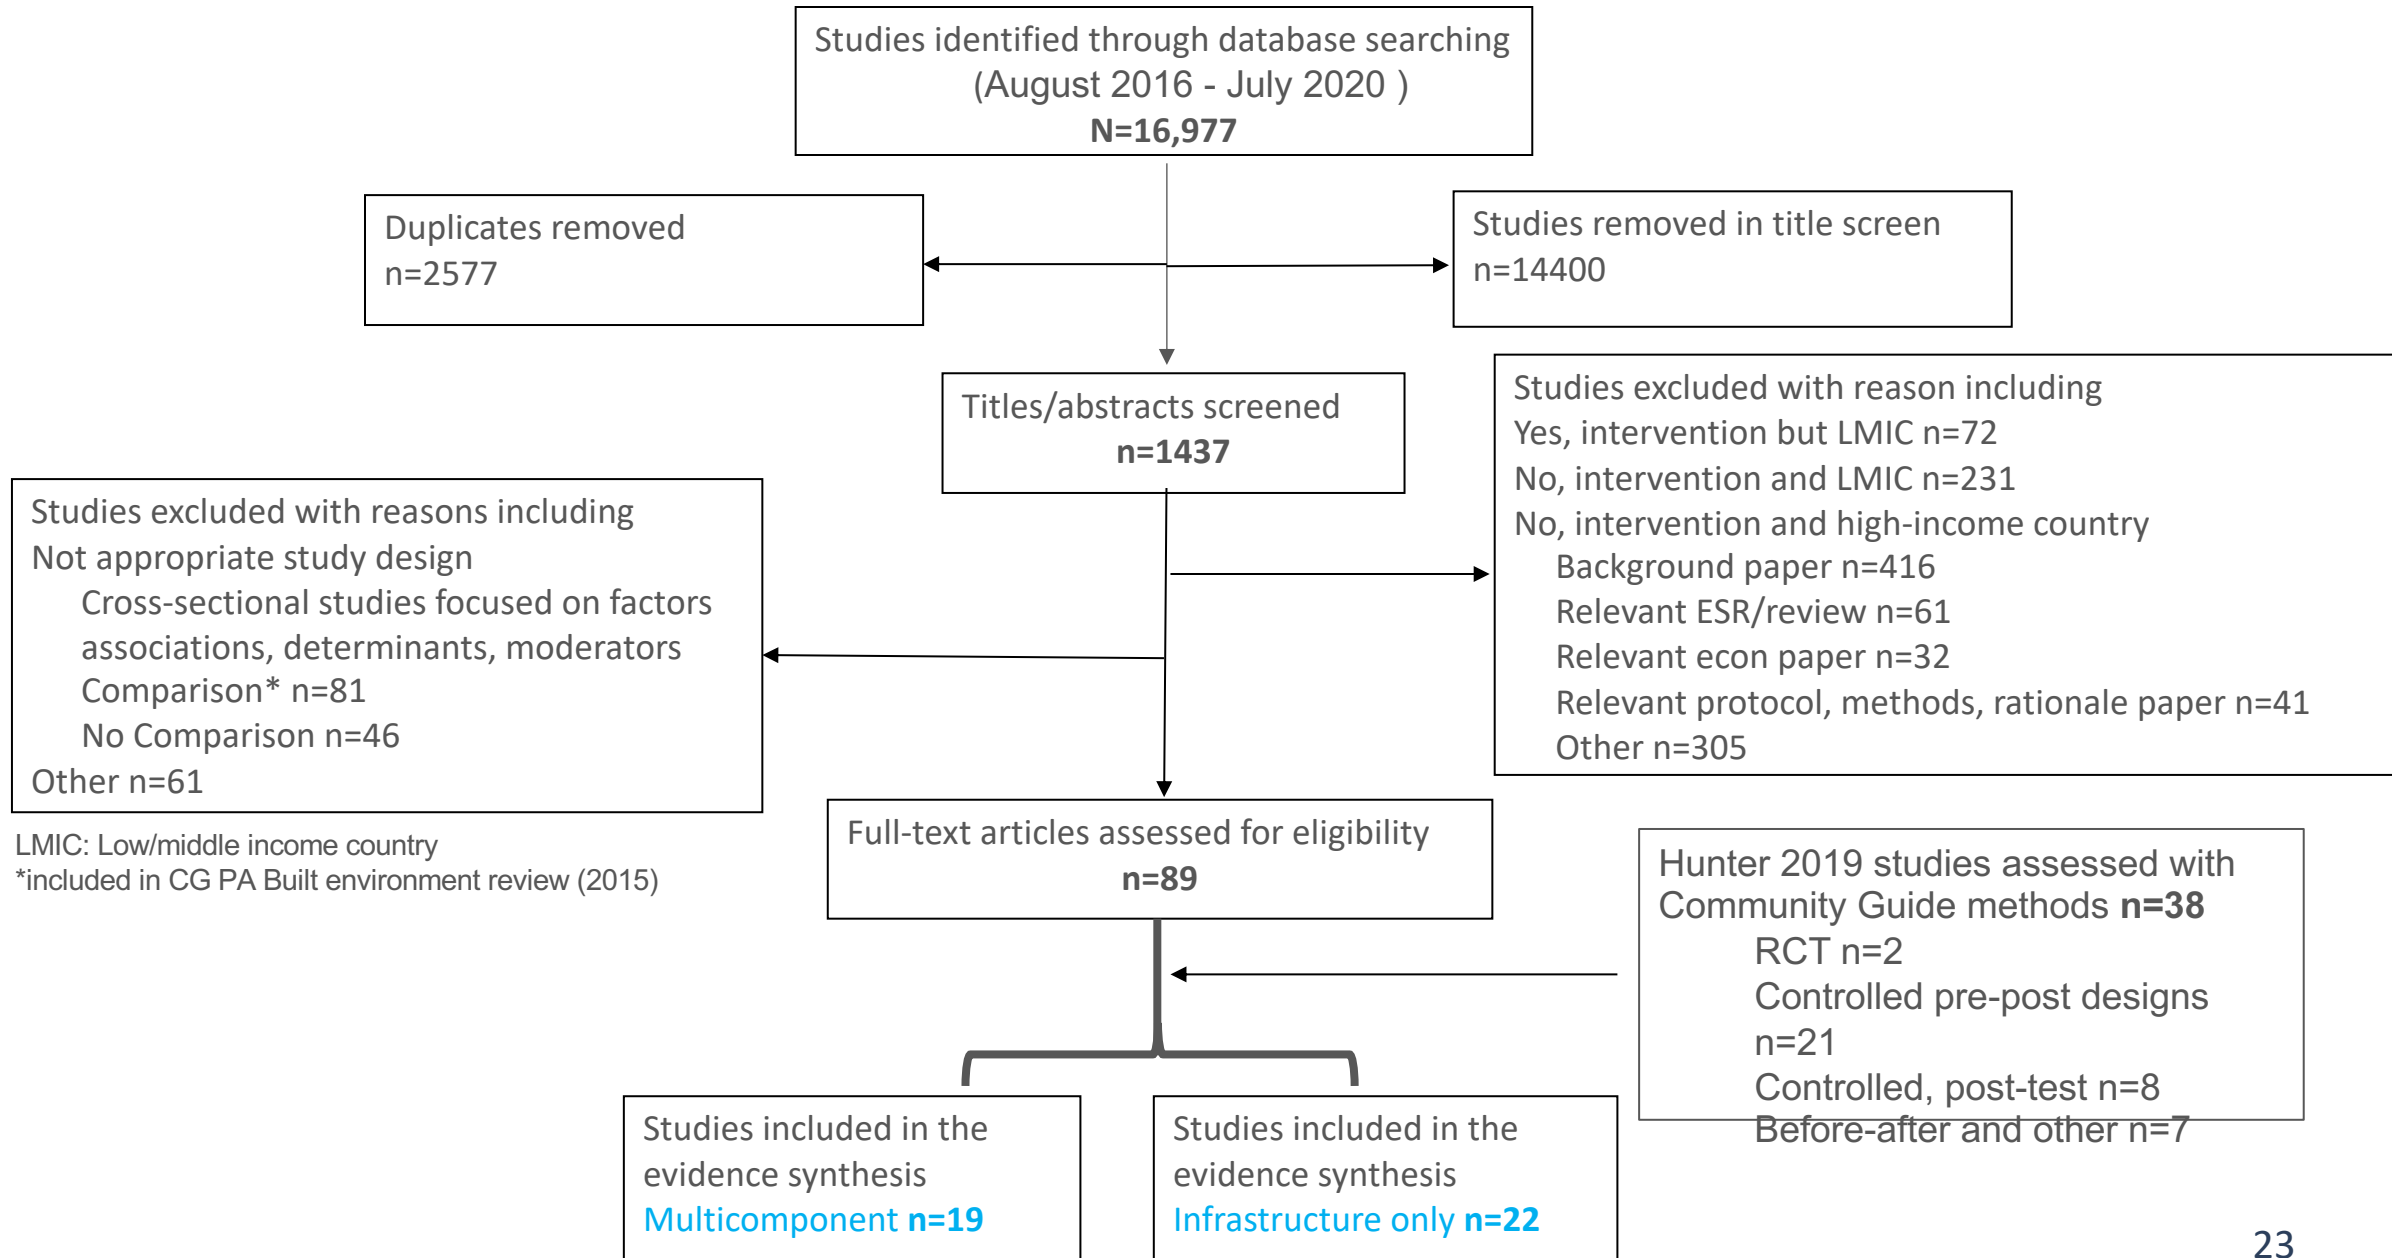 Studies identified through database searching
(August 2016 - July 2020 )
N=16,977
Duplicates removed
n=2577
Studies removed in title screen
n=14400
Titles/abstracts screened
n=1437
Studies excluded with reason including
Yes, intervention but LMIC n=72
No, intervention and LMIC n=231
No, intervention and high-income country
Background paper n=416
Relevant ESR/review n=61
Relevant econ paper n=32
Relevant protocol, methods, rationale paper n=41
Other n=305
Studies excluded with reasons including
Not appropriate study design
Cross-sectional studies focused on factors
associations, determinants, moderators
Comparison* n=81
No Comparison n=46
Other n=61
LMIC: Low/middle income country
*included in CG PA Built environment review (2015)
Full-text articles assessed for eligibility
n=89
Hunter 2019 studies assessed with
Community Guide methods n=38
RCT n=2
Controlled pre-post designs
n=21
Controlled, post-test n=8
Before-after and other n=7
Studies included in the
evidence synthesis
Multicomponent n=19
Studies included in the
evidence synthesis
Infrastructure only n=22
23